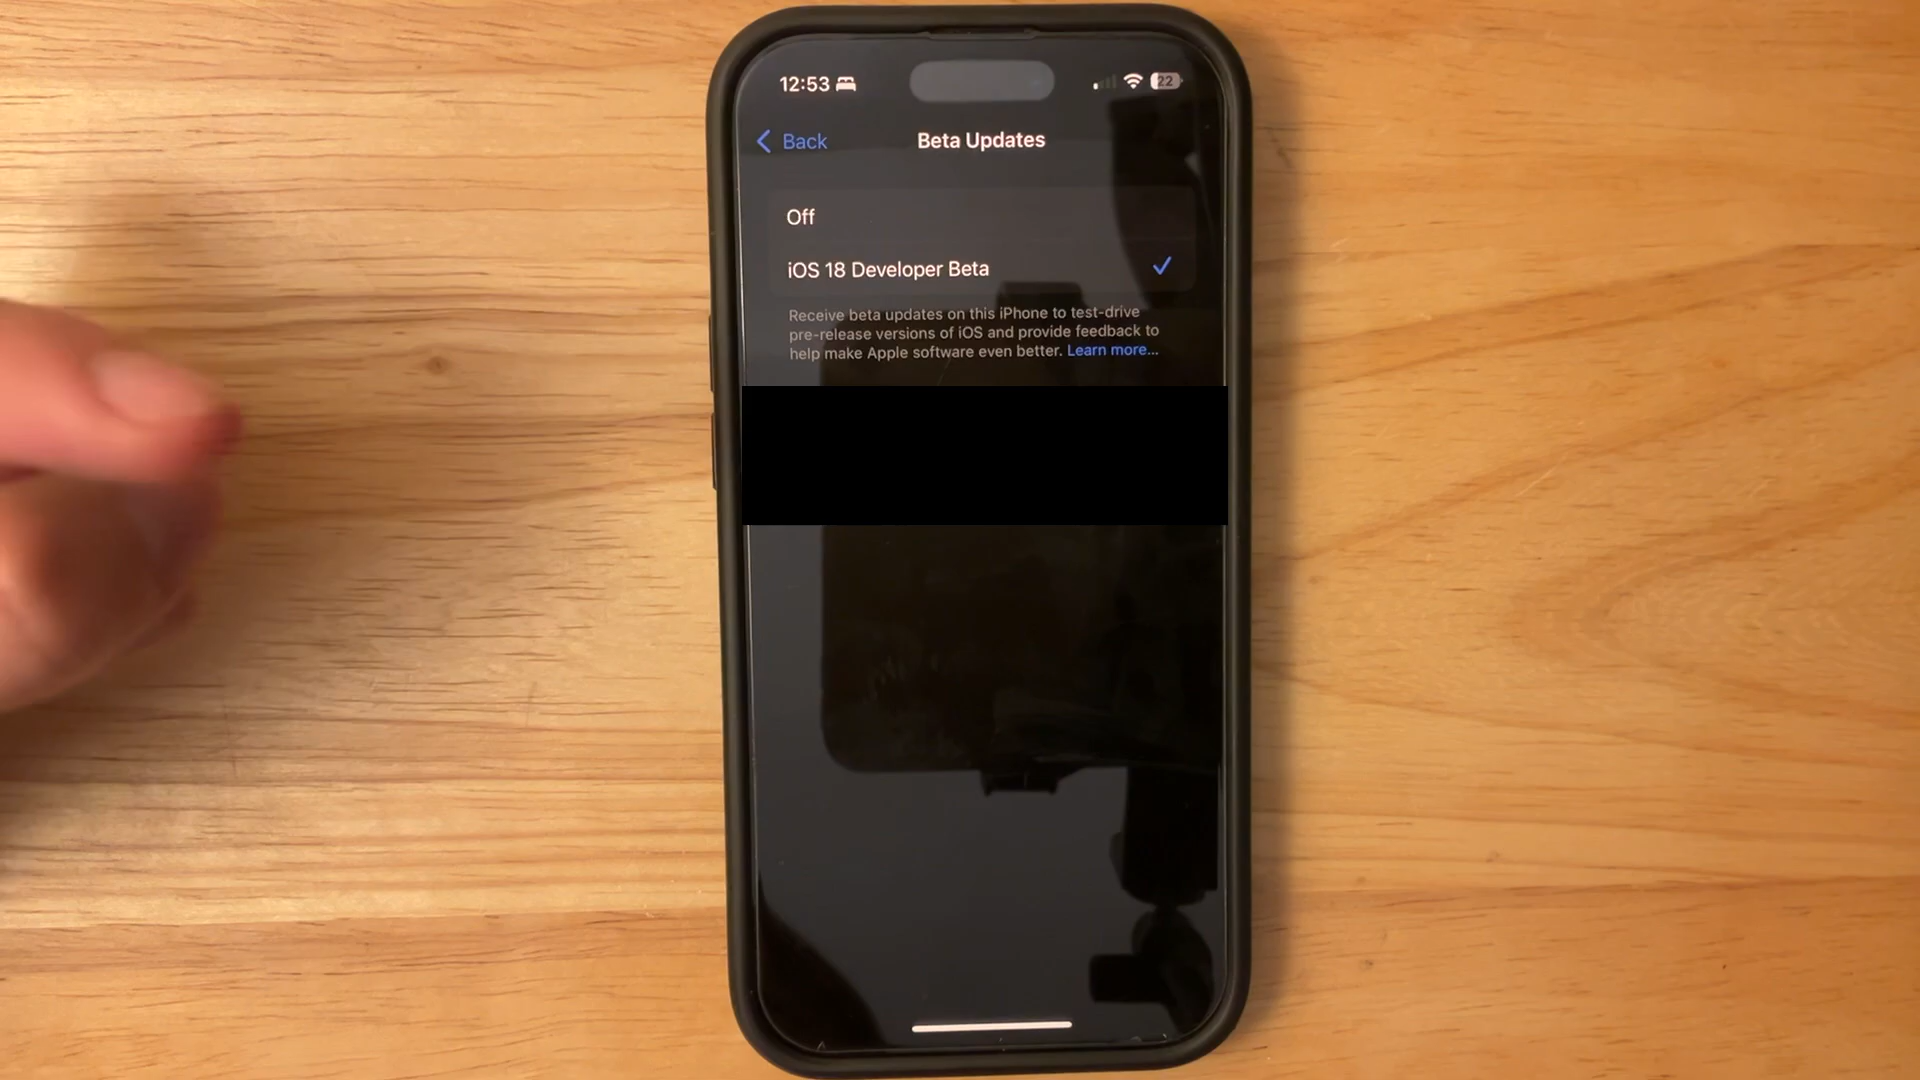 12:53
22
Back
Beta Updates
Off
iOS 18 Developer Beta
Receive beta updates on this iPhone to test-drive
pre-release versions of iOS and provide feedback to
help make Apple software even better. Learn more...